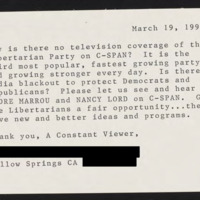 March 19, 199
y is there no television coverage of th
bertarian Party on C-SPAN? It is the
ird most popular, fastest growing party
d growing stronger every day. Is there
dia blackout to protect Democrats and
publicans? Please let us see and hear
DRE MARROU and NANCY LORD on C-SPAN. G
e Libertarians a fair opportunity...the
ve new and better ideas and programs.
ank you, A Constant Viewer,
llow Springs CA